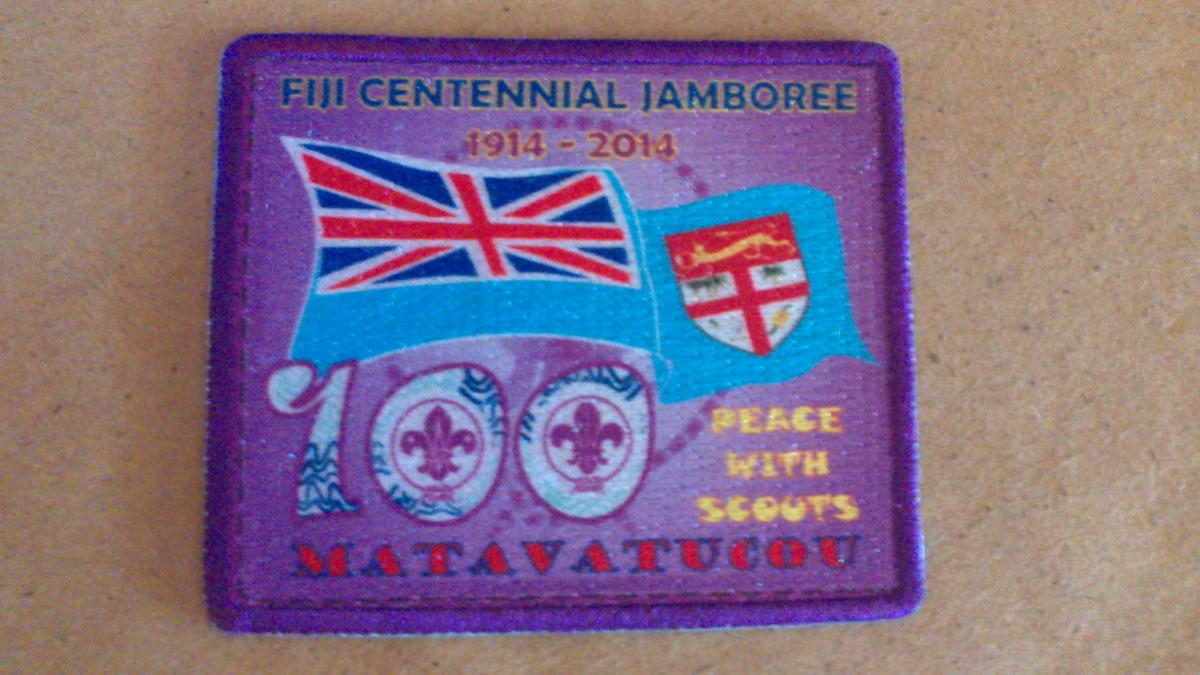 FIJI CENTENNIAL JAMBOREE
1914 - 2014
100
PEACE
WITH
SCOUTS
MATAVATUCOU